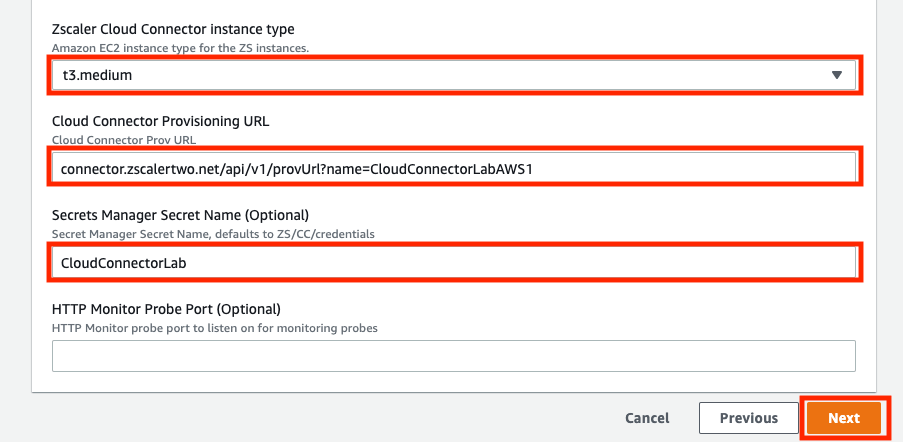 Zscaler Cloud Connector instance type
Amazon EC2 instance type for the ZS instances.
t3.medium
Cloud Connector Provisioning URL
Cloud Connector Prov URL
connector.zscalertwo.net/api/v1/provUrl?name=CloudConnectorLabAWS1
Secrets Manager Secret Name (Optional)
Secret Manager Secret Name, defaults to ZS/CC/credentials
CloudConnectorLab
HTTP Monitor Probe Port (Optional)
HTTP Monitor probe port to listen on for monitoring probes
Cancel Previous Next